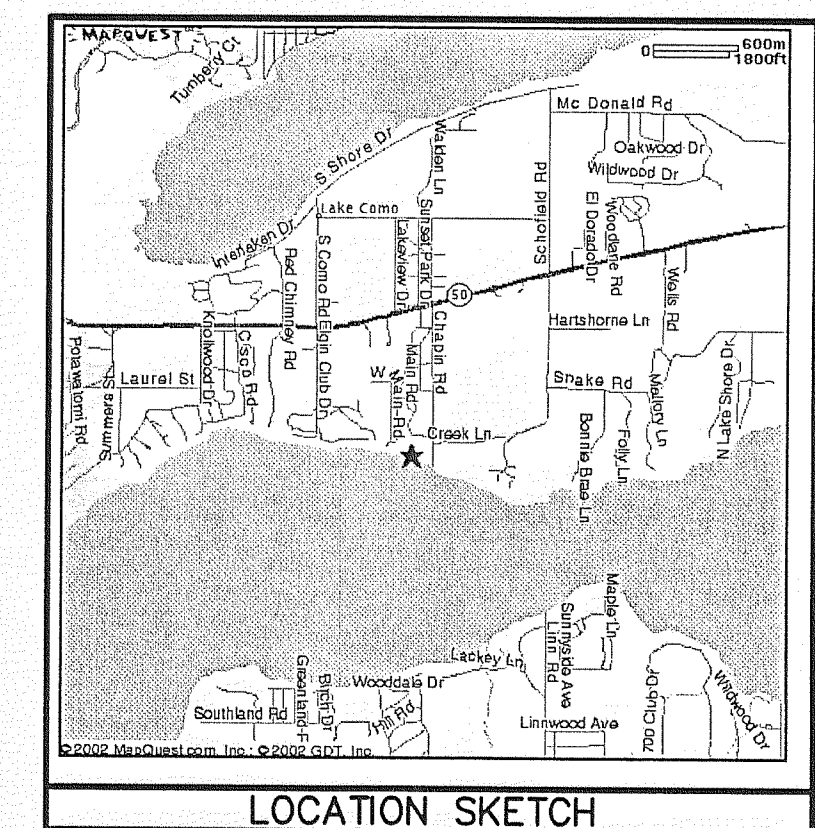 MAPQUEST
Turnberry Ct
0 600m
1800ft
Mc Donald Rd
Oakwood Dr
Wildwood Dr
S Shore Dr
Walden Ln
Schofield Rd
Lake Como
Interlaken Dr
Sunset Park Dr
Lakeview Dr
El Dorado Dr
Woodlane Rd
Red Chimney Rd
S Como Rd
Elgin Club Dr
50
Wells Rd
Hartshorne Ln
Chapin Rd
Main Rd
Potawatomi Rd
Summers St
Laurel St
Knollwood Dr
Cisco Rd
W Main Rd
Snake Rd
Mallory Ln
N Lake Shore Dr
Creek Ln
Bonnie Brae Ln
Folly Ln
Maple Ln
Sunnyside Ave
Linn Rd
Lackey Ln
Wooddale Dr
Birch Dr
Southland Rd
Hill Rd
Linnwood Ave
700 Club Dr
Wildwood Dr
©2002 MapQuest.com, Inc.; ©2002 GDT, Inc.
LOCATION SKETCH